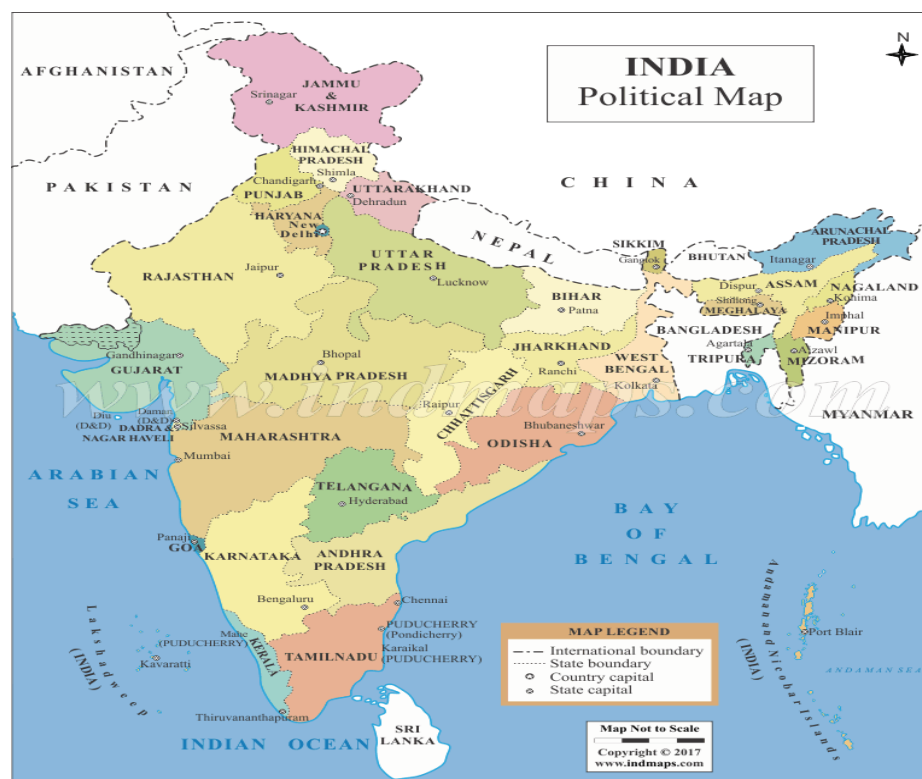 INDIA
Political Map
N
AFGHANISTAN
JAMMU
&
KASHMIR
Srinagar
PAKISTAN
CHINA
HIMACHAL
PRADESH
Shimla
Chandigarh
PUNJAB
UTTARAKHAND
Dehradun
HARYANA
New
Delhi
NEPAL
RAJASTHAN
Jaipur
UTTAR
PRADESH
Lucknow
SIKKIM
Gangtok
BHUTAN
ARUNACHAL
PRADESH
Itanagar
Dispur
ASSAM
NAGALAND
Kohima
Shillong
(MEGHALAYA)
Imphal
MANIPUR
BIHAR
Patna
BANGLADESH
Agartala
TRIPURA
Aizawl
MIZORAM
Gandhinagar
GUJARAT
Bhopal
MADHYA PRADESH
JHARKHAND
Ranchi
WEST
BENGAL
Kolkata
www.indmaps.com
MYANMAR
Raipur
CHHATTISGARH
Diu
(D&D)
Daman
(D&D)
DADRA &
NAGAR HAVELI
Silvassa
MAHARASHTRA
Mumbai
ODISHA
Bhubaneshwar
ARABIAN
SEA
TELANGANA
Hyderabad
BAY
OF
BENGAL
Panaji
GOA
KARNATAKA
ANDHRA
PRADESH
Bengaluru
Chennai
Lakshadweep
(INDIA)
Kavaratti
Mahe
(PUDUCHERRY)
KERALA
TAMILNADU
PUDUCHERRY
(Pondicherry)
Karaikal
(PUDUCHERRY)
Thiruvananthapuram
INDIAN OCEAN
SRI
LANKA
Andaman and Nicobar Islands
(INDIA)
Port Blair
ANDAMAN SEA
MAP LEGEND
International boundary
State boundary
Country capital
State capital
Map Not to Scale
Copyright © 2017
www.indmaps.com